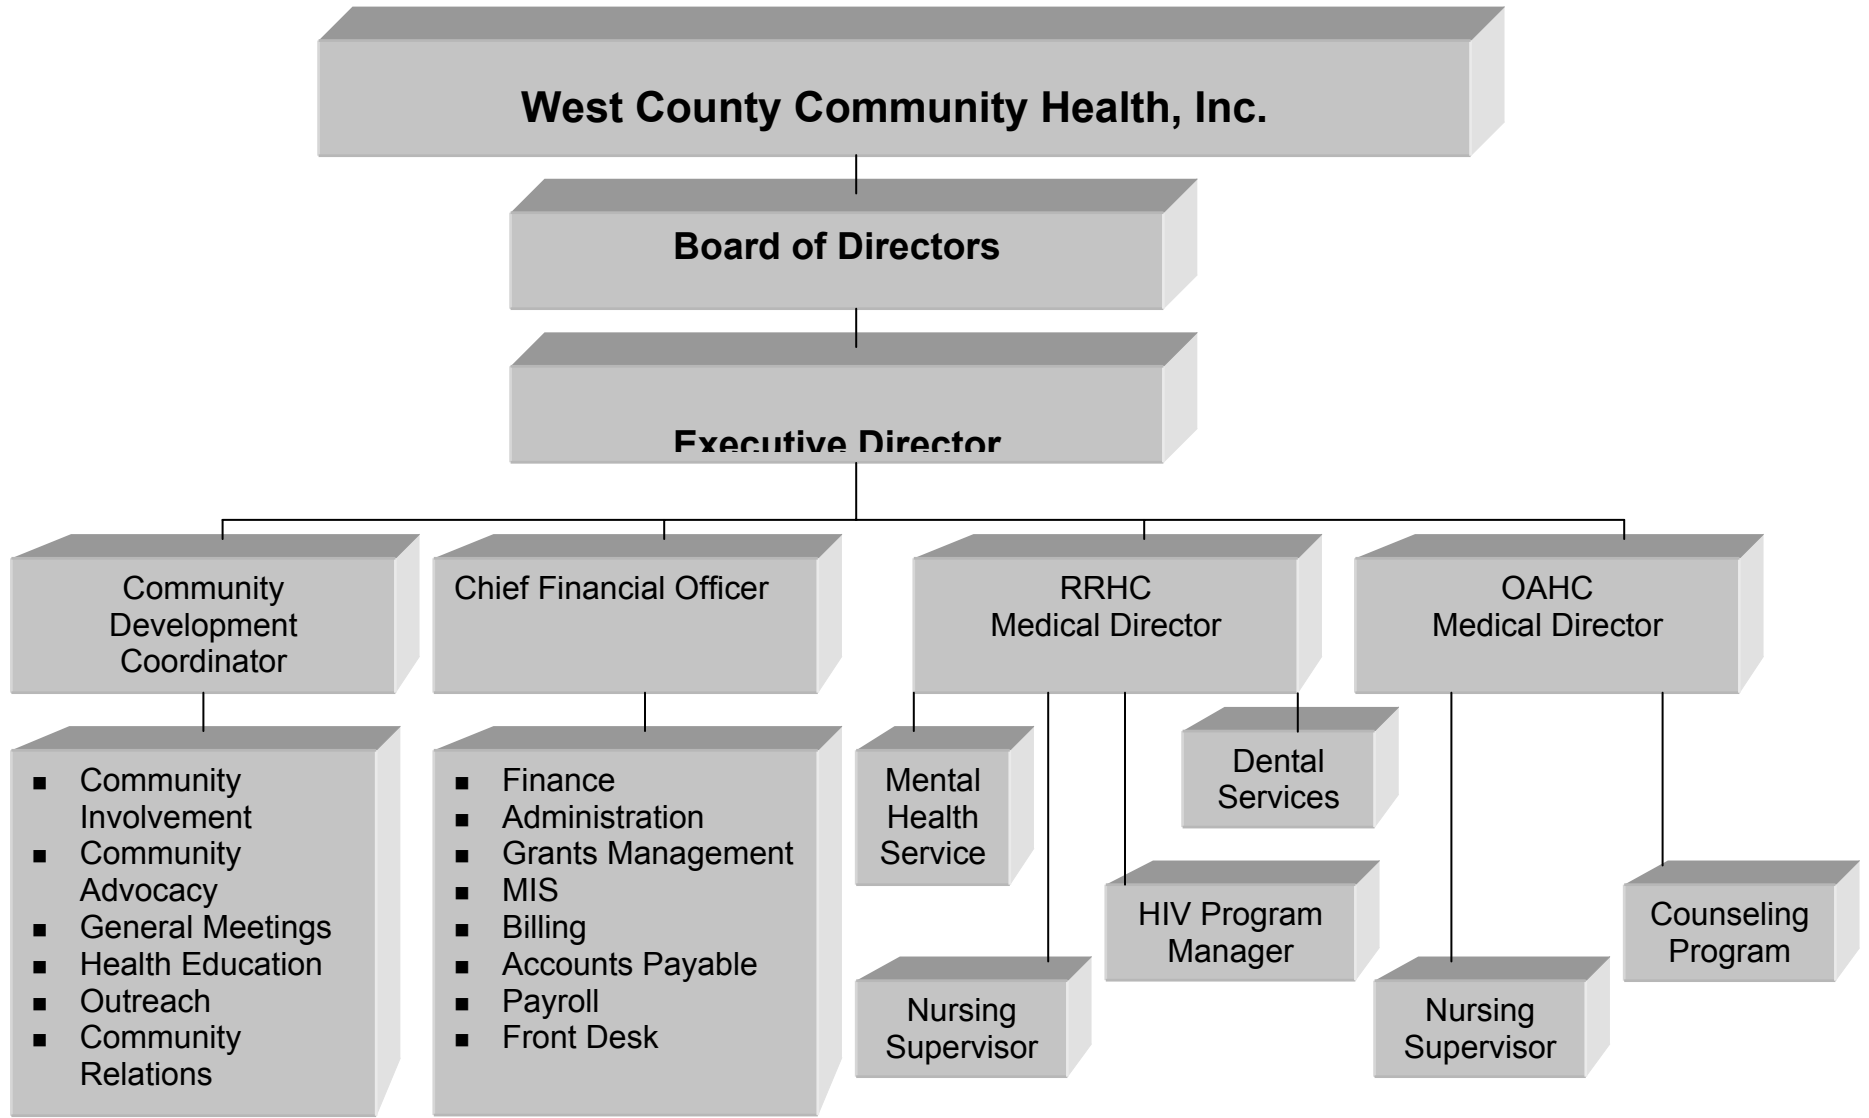 West County Community Health, Inc.
Board of Directors
Executive Director
Community
Development
Coordinator
Chief Financial Officer
RRHC
Medical Director
OAHC
Medical Director
▪ Community
Involvement
▪ Community
Advocacy
▪ General Meetings
▪ Health Education
▪ Outreach
▪ Community
Relations
▪ Finance
▪ Administration
▪ Grants Management
▪ MIS
▪ Billing
▪ Accounts Payable
▪ Payroll
▪ Front Desk
Mental
Health
Service
Dental
Services
HIV Program
Manager
Nursing
Supervisor
Counseling
Program
Nursing
Supervisor